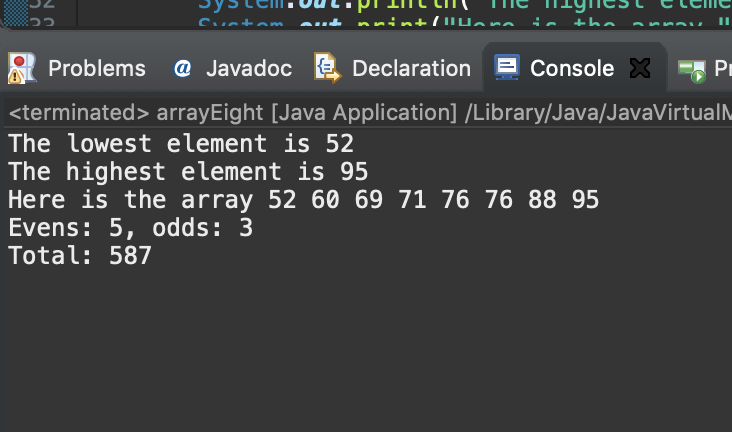 32 System.out.println("The highest eleme
33 System.out.print("Here is the array "
Problems @ Javadoc Declaration Console Pr
<terminated> arrayEight [Java Application] /Library/Java/JavaVirtualM
The lowest element is 52
The highest element is 95
Here is the array 52 60 69 71 76 76 88 95
Evens: 5, odds: 3
Total: 587